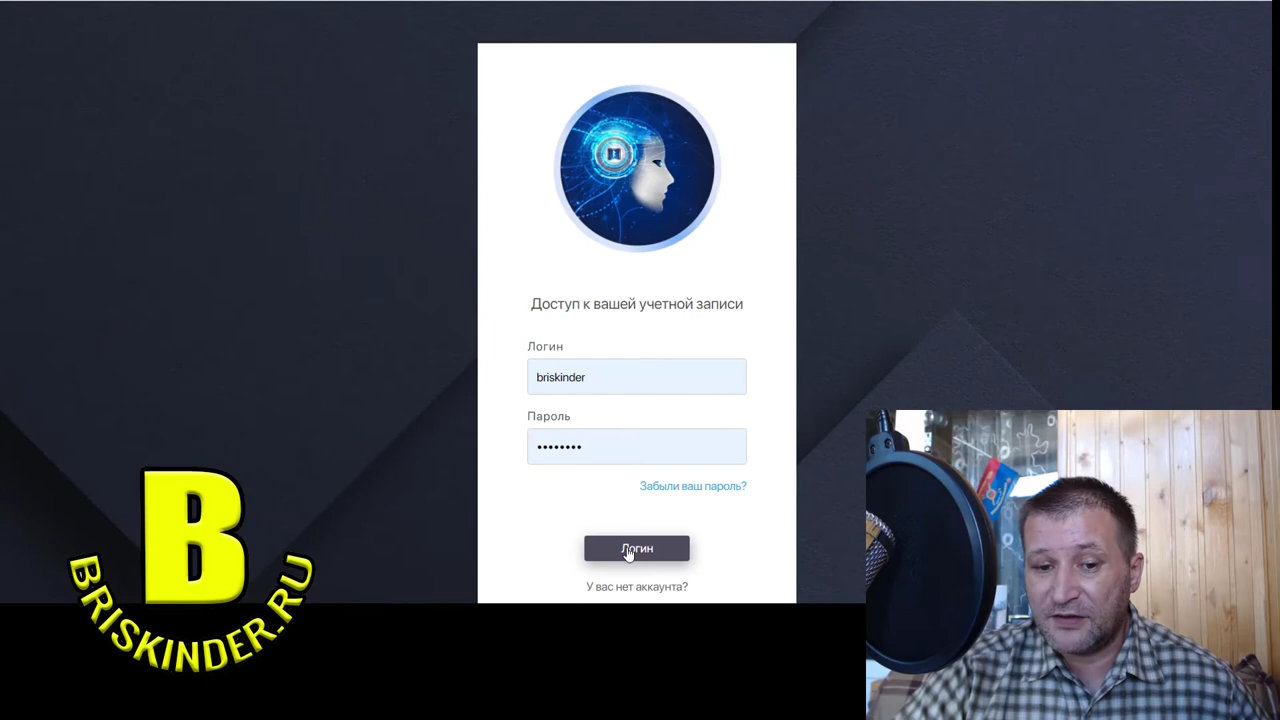 Доступ к вашей учетной записи
Логин
briskinder
Пароль
••••••••
Забыли ваш пароль?
Логин
У вас нет аккаунта?
B
BRISKINDER.RU